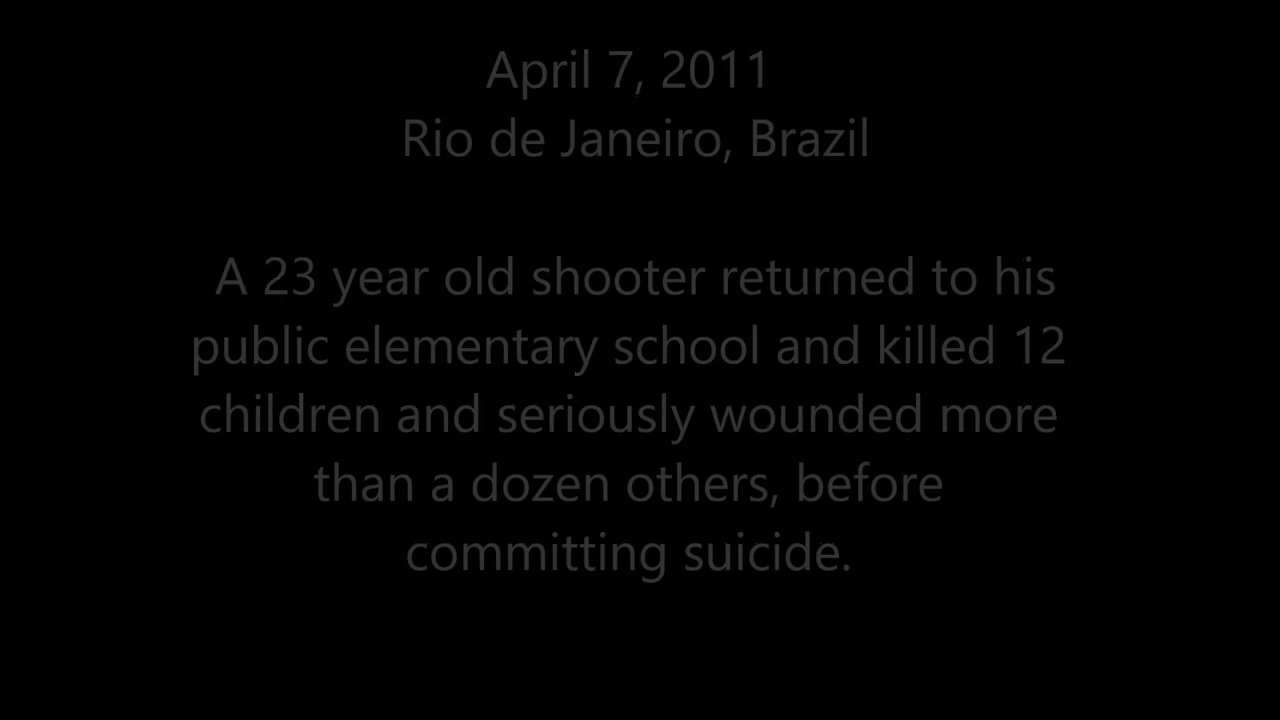 April 7, 2011
Rio de Janeiro, Brazil
A 23 year old shooter returned to his
public elementary school and killed 12
children and seriously wounded more
than a dozen others, before
committing suicide.